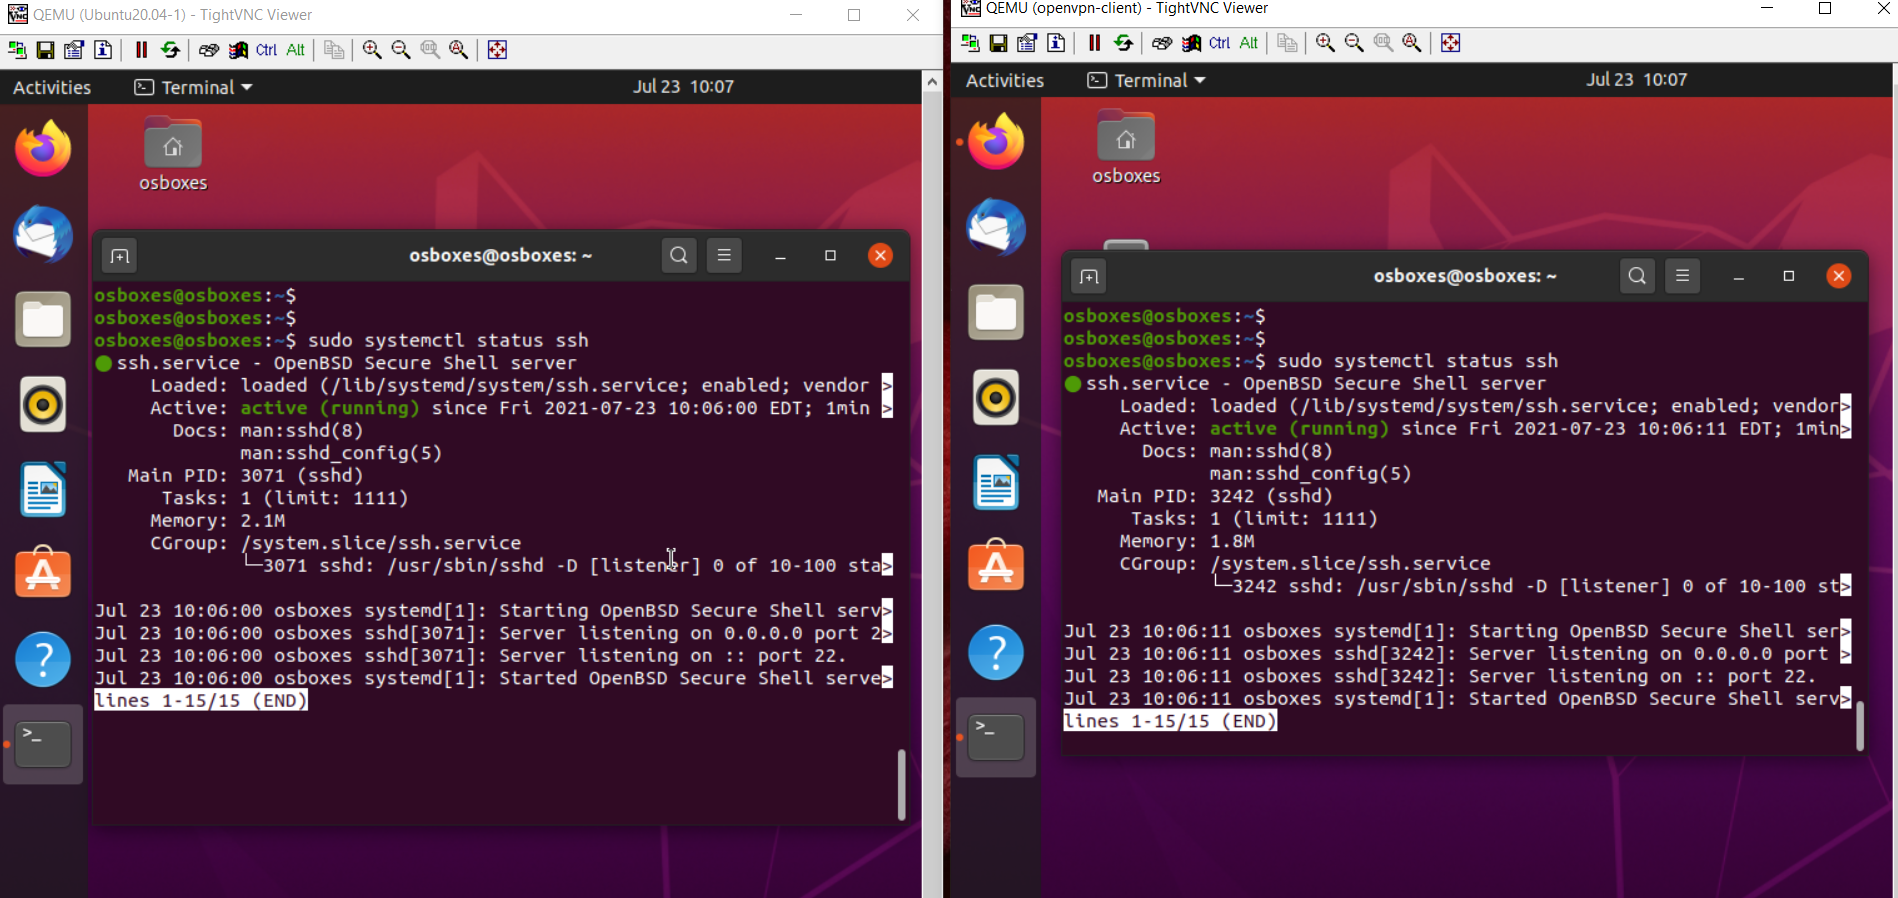 QEMU (Ubuntu20.04-1) - TightVNC Viewer
Ctrl Alt
Activities Terminal Jul 23 10:07
osboxes
osboxes@osboxes: ~
osboxes@osboxes:~$
osboxes@osboxes:~$
osboxes@osboxes:~$ sudo systemctl status ssh
ssh.service - OpenBSD Secure Shell server
Loaded: loaded (/lib/systemd/system/ssh.service; enabled; vendor >
Active: active (running) since Fri 2021-07-23 10:06:00 EDT; 1min >
Docs: man:sshd(8)
man:sshd_config(5)
Main PID: 3071 (sshd)
Tasks: 1 (limit: 1111)
Memory: 2.1M
CGroup: /system.slice/ssh.service
└─3071 sshd: /usr/sbin/sshd -D [listener] 0 of 10-100 sta>
Jul 23 10:06:00 osboxes systemd[1]: Starting OpenBSD Secure Shell serv>
Jul 23 10:06:00 osboxes sshd[3071]: Server listening on 0.0.0.0 port 2>
Jul 23 10:06:00 osboxes sshd[3071]: Server listening on :: port 22.
Jul 23 10:06:00 osboxes systemd[1]: Started OpenBSD Secure Shell serve>
lines 1-15/15 (END)
QEMU (openvpn-client) - TightVNC Viewer
Ctrl Alt
Activities Terminal Jul 23 10:07
osboxes
osboxes@osboxes: ~
osboxes@osboxes:~$
osboxes@osboxes:~$
osboxes@osboxes:~$ sudo systemctl status ssh
ssh.service - OpenBSD Secure Shell server
Loaded: loaded (/lib/systemd/system/ssh.service; enabled; vendor>
Active: active (running) since Fri 2021-07-23 10:06:11 EDT; 1min>
Docs: man:sshd(8)
man:sshd_config(5)
Main PID: 3242 (sshd)
Tasks: 1 (limit: 1111)
Memory: 1.8M
CGroup: /system.slice/ssh.service
└─3242 sshd: /usr/sbin/sshd -D [listener] 0 of 10-100 st>
Jul 23 10:06:11 osboxes systemd[1]: Starting OpenBSD Secure Shell ser>
Jul 23 10:06:11 osboxes sshd[3242]: Server listening on 0.0.0.0 port >
Jul 23 10:06:11 osboxes sshd[3242]: Server listening on :: port 22.
Jul 23 10:06:11 osboxes systemd[1]: Started OpenBSD Secure Shell serv>
lines 1-15/15 (END)